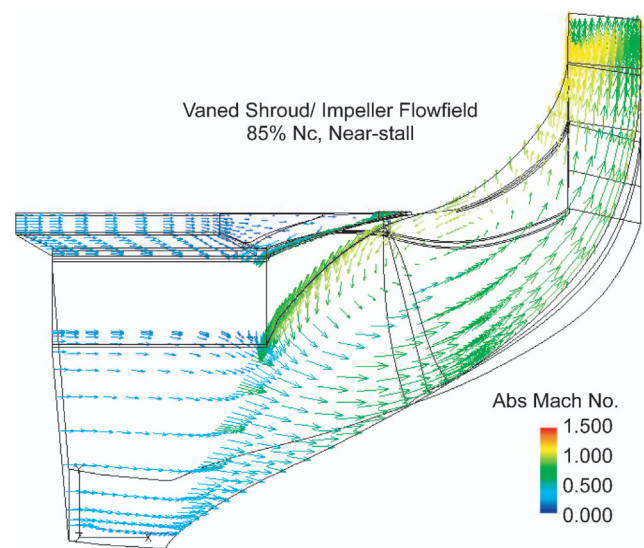 Vaned Shroud/ Impeller Flowfield
85% Nc, Near-stall
Abs Mach No.
1.500
1.000
0.500
0.000
Y
X